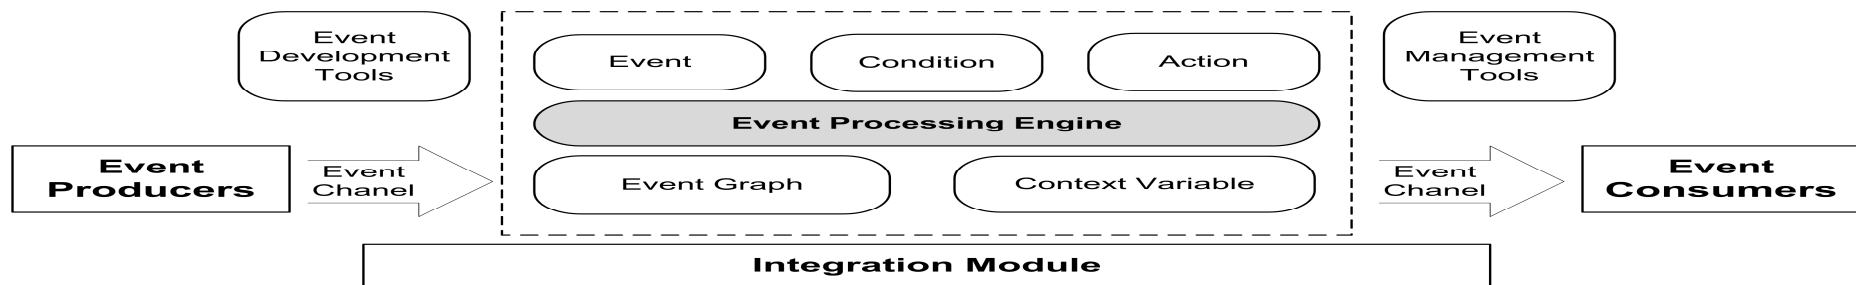 Event
Development
Tools
Event
Condition
Action
Event
Management
Tools
Event Processing Engine
Event
Producers
Event
Chanel
Event Graph
Context Variable
Event
Chanel
Event
Consumers
Integration Module